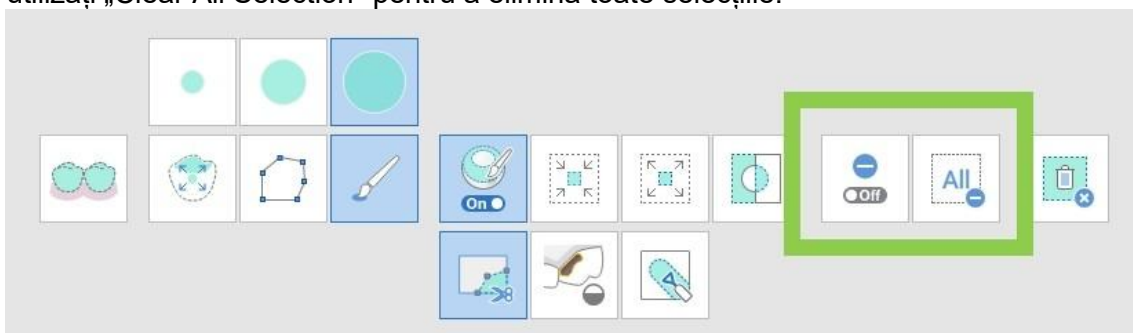 utilizați „Clear All Selection” pentru a elimina toate selecțiile.
On
Off
All